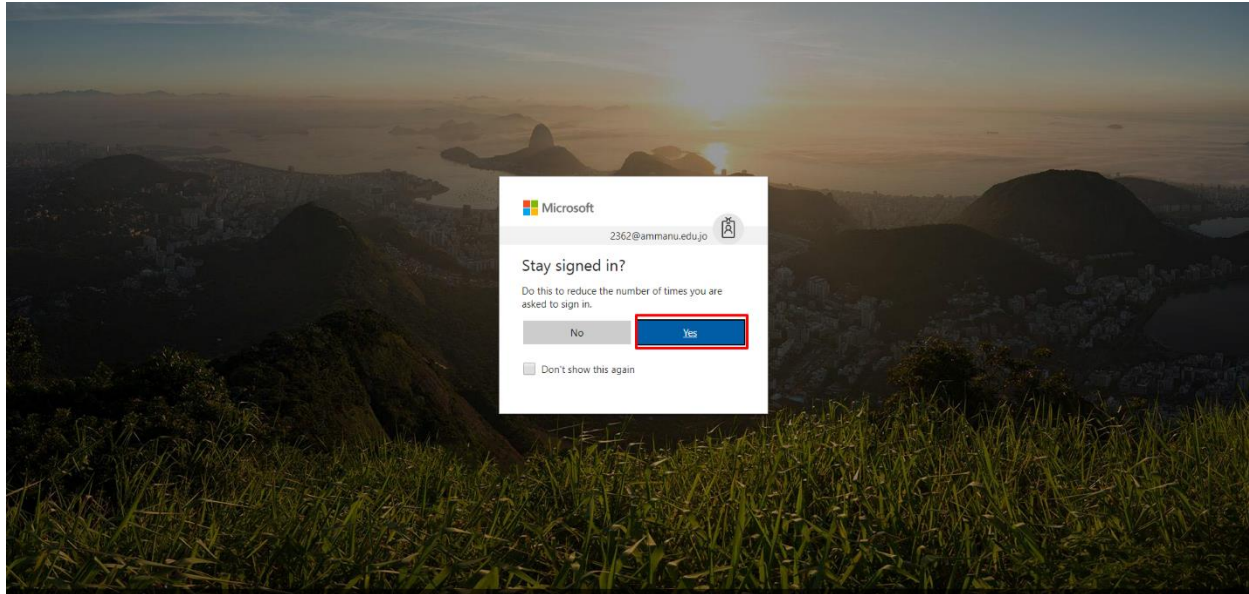 Microsoft
2362@ammanu.edu.jo
Stay signed in?
Do this to reduce the number of times you are
asked to sign in.
No Yes
Don't show this again